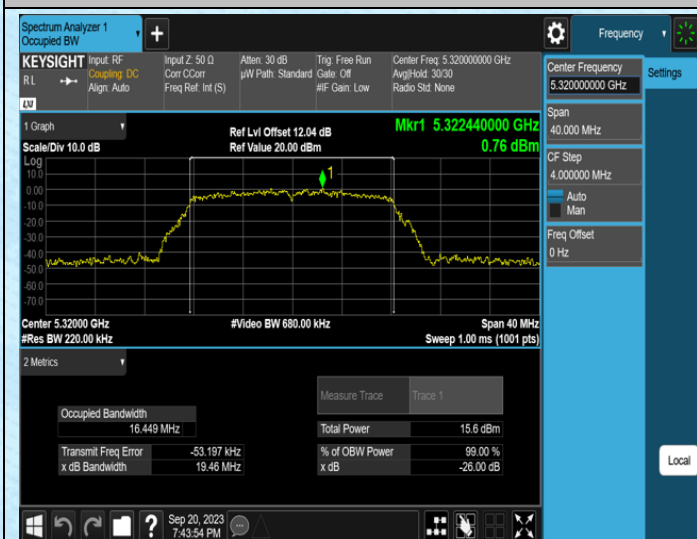 Spectrum Analyzer 1
Occupied BW
+
Frequency
KEYSIGHT
R L
LXI
Input: RF
Coupling: DC
Align: Auto
Input Z: 50 Ω
Corr CCorr
Freq Ref: Int (S)
Atten: 30 dB
µW Path: Standard
Trig: Free Run
Gate: Off
#IF Gain: Low
Center Freq: 5.320000000 GHz
Avg|Hold: 30/30
Radio Std: None
Center Frequency
5.320000000 GHz
Settings
Span
40.000 MHz
CF Step
4.000000 MHz
Auto
Man
Freq Offset
0 Hz
Local
1 Graph
Scale/Div 10.0 dB
Ref Lvl Offset 12.04 dB
Ref Value 20.00 dBm
Mkr1 5.322440000 GHz
0.76 dBm
Log
10.0
0.00
-10.0
-20.0
-30.0
-40.0
-50.0
-60.0
-70.0
1
Center 5.32000 GHz
#Res BW 220.00 kHz
#Video BW 680.00 kHz
Span 40 MHz
Sweep 1.00 ms (1001 pts)
2 Metrics
Measure Trace
Trace 1
Occupied Bandwidth
16.449 MHz
Total Power
15.6 dBm
Transmit Freq Error
-53.197 kHz
% of OBW Power
99.00 %
x dB Bandwidth
19.46 MHz
x dB
-26.00 dB
?
Sep 20, 2023
7:43:54 PM